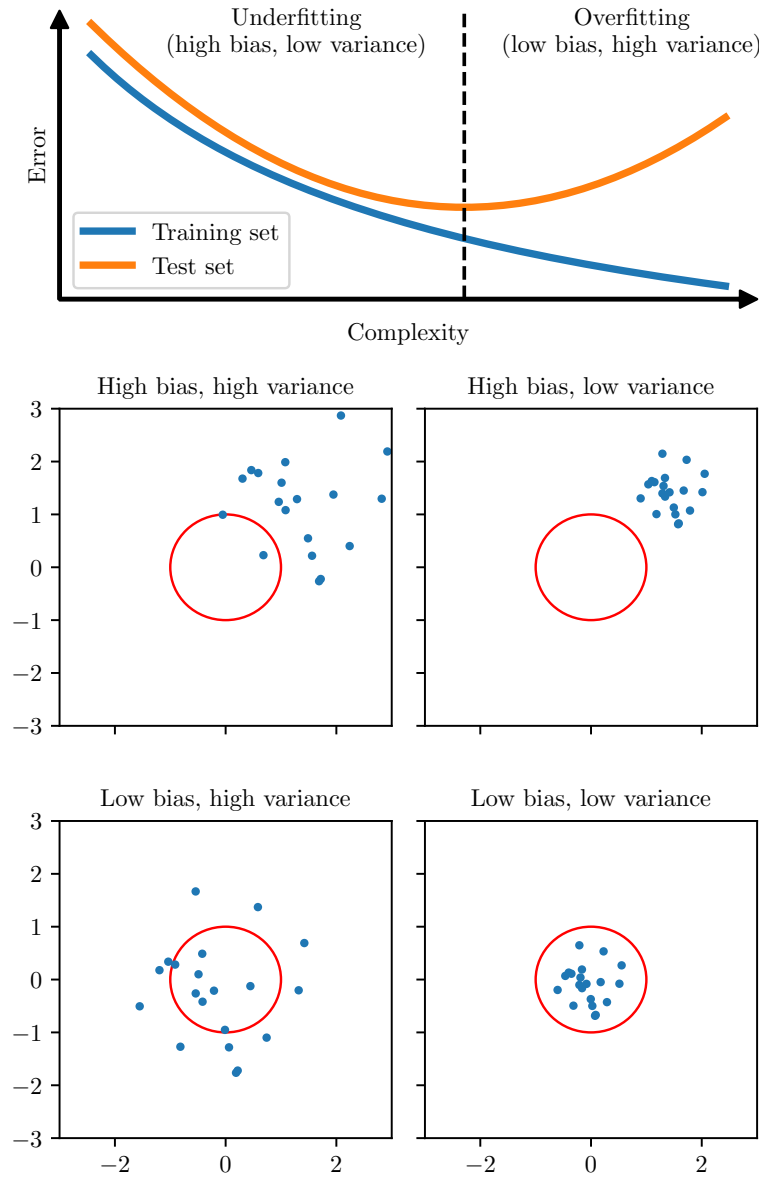 Underfitting
(high bias, low variance)
Overfitting
(low bias, high variance)
Error
Training set
Test set
Complexity
High bias, high variance
High bias, low variance
3
2
1
0
−1
−2
−3
Low bias, high variance
Low bias, low variance
3
2
1
0
−1
−2
−3
−2 0 2
−2 0 2